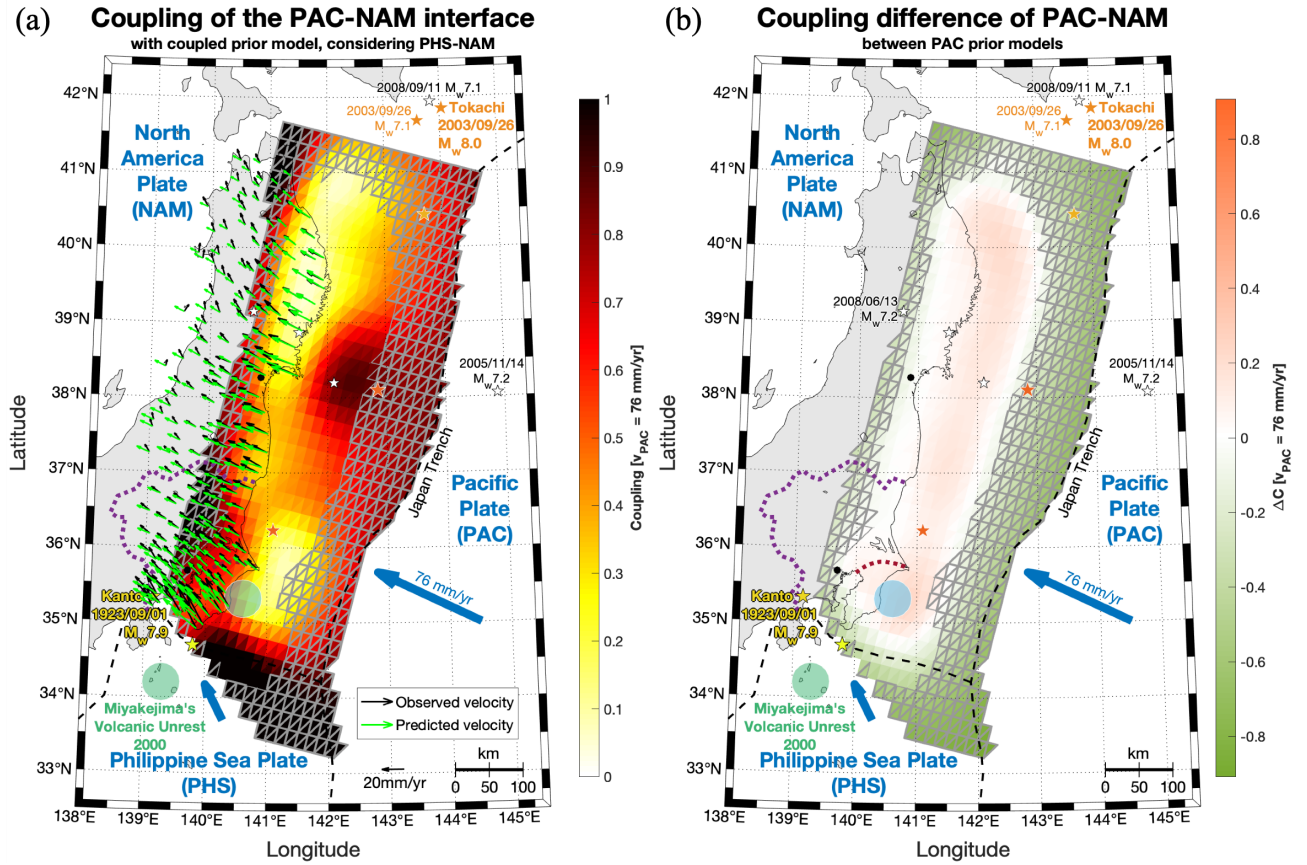 (a)
Coupling of the PAC-NAM interface
with coupled prior model, considering PHS-NAM
2008/09/11 Mw7.1
2003/09/26
Mw7.1
Tokachi
2003/09/26
Mw8.0
North
America
Plate
(NAM)
Japan Trench
2005/11/14
Mw7.2
Pacific
Plate
(PAC)
76 mm/yr
Kanto
1923/09/01
Mw7.9
Miyakejima's
Volcanic Unrest
2000
Philippine Sea Plate
(PHS)
Observed velocity
Predicted velocity
20mm/yr
km
0 50 100
42°N
41°N
40°N
39°N
38°N
37°N
36°N
35°N
34°N
33°N
Latitude
138°E 139°E 140°E 141°E 142°E 143°E 144°E 145°E
Longitude
1
0.9
0.8
0.7
0.6
0.5
0.4
0.3
0.2
0.1
0
Coupling [vPAC = 76 mm/yr]
(b)
Coupling difference of PAC-NAM
between PAC prior models
2008/09/11 Mw7.1
2003/09/26
Mw7.1
Tokachi
2003/09/26
Mw8.0
North
America
Plate
(NAM)
2008/06/13
Mw7.2
2005/11/14
Mw7.2
Japan Trench
Pacific
Plate
(PAC)
76 mm/yr
Kanto
1923/09/01
Mw7.9
Miyakejima's
Volcanic Unrest
2000
Philippine Sea Plate
(PHS)
km
0 50 100
42°N
41°N
40°N
39°N
38°N
37°N
36°N
35°N
34°N
33°N
Latitude
138°E 139°E 140°E 141°E 142°E 143°E 144°E 145°E
Longitude
0.8
0.6
0.4
0.2
0
-0.2
-0.4
-0.6
-0.8
ΔC [vPAC = 76 mm/yr]